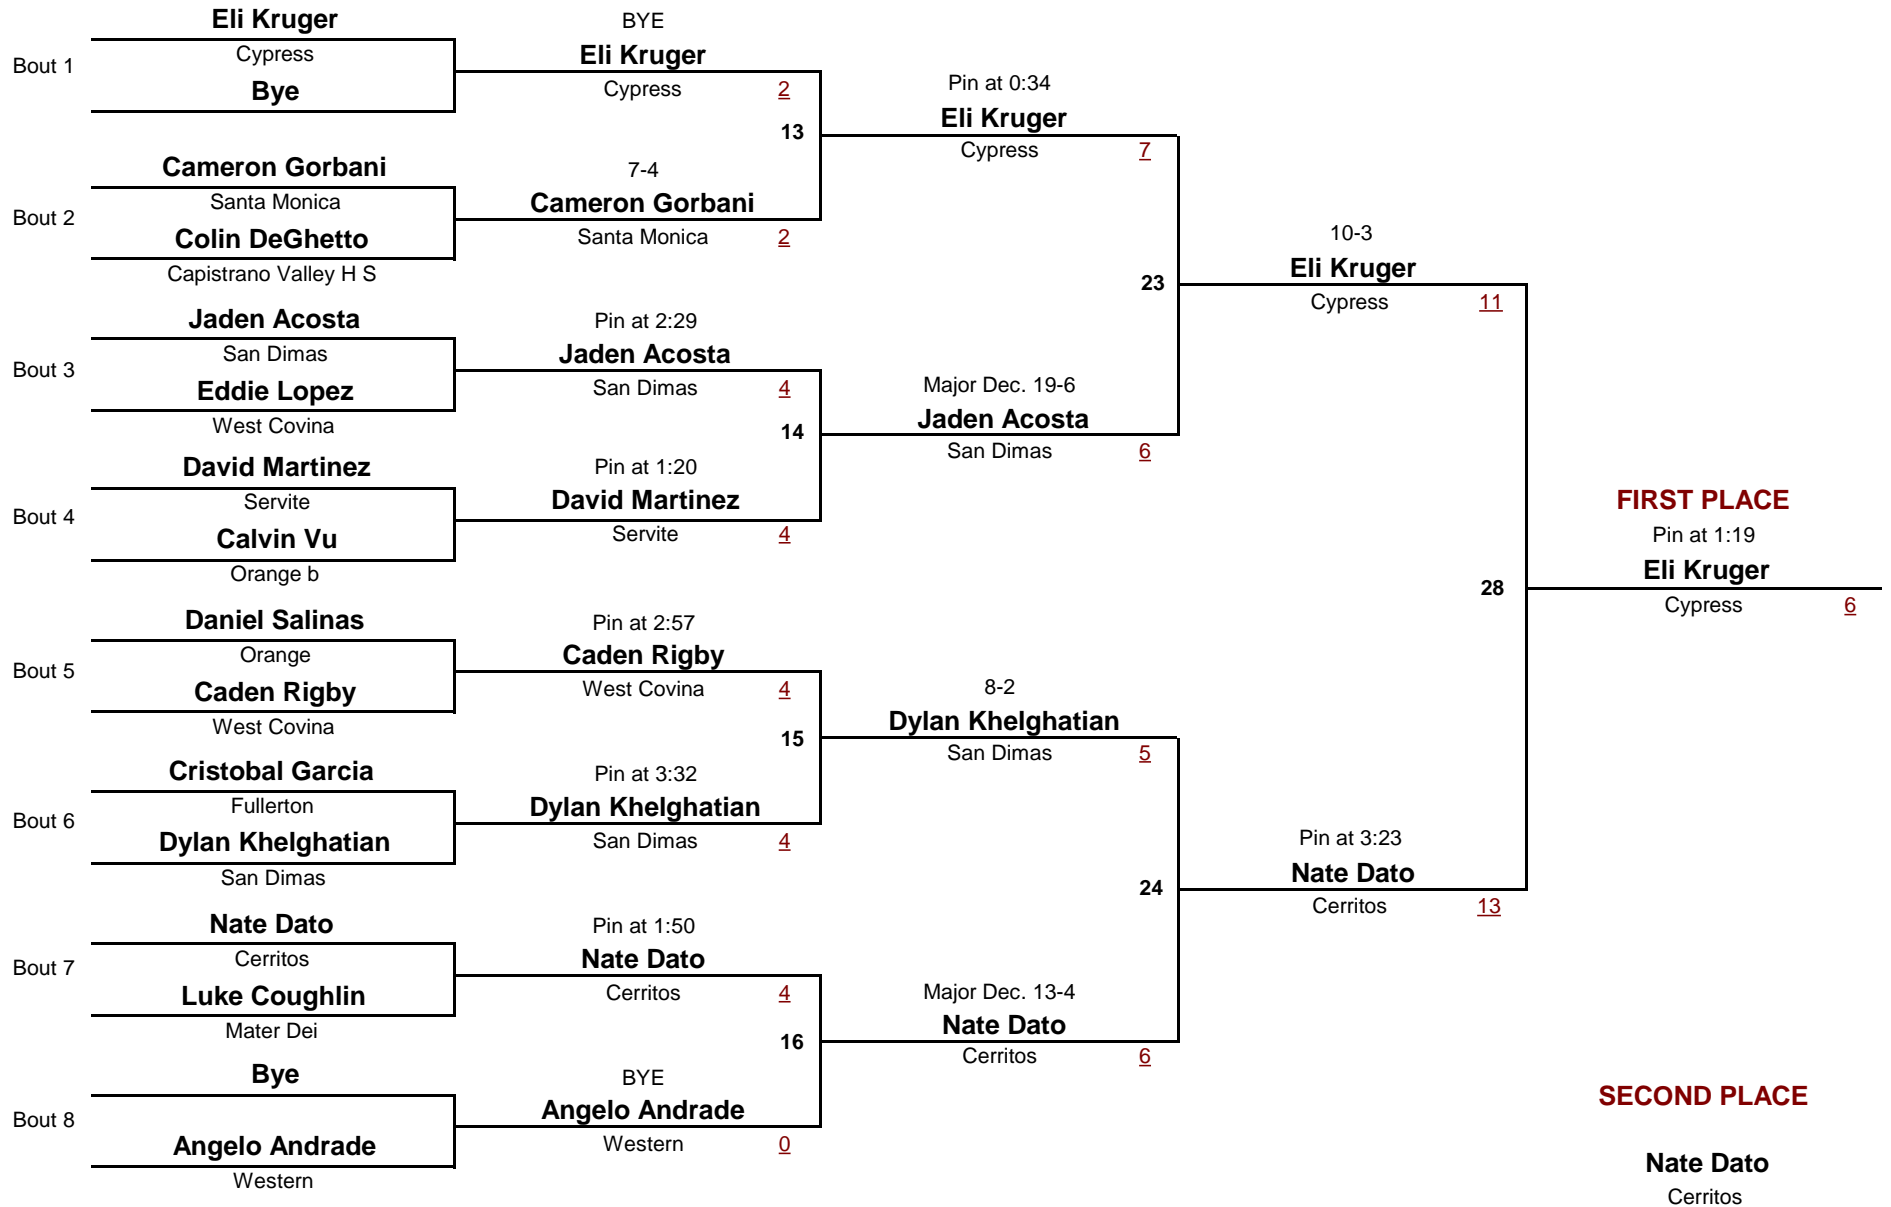 Eli Kruger
Bout 1
Cypress
Bye
BYE
Eli Kruger
Cypress
2
Cameron Gorbani
Bout 2
Santa Monica
Colin DeGhetto
Capistrano Valley H S
7-4
Cameron Gorbani
Santa Monica
2
13
Pin at 0:34
Eli Kruger
Cypress
7
Jaden Acosta
Bout 3
San Dimas
Eddie Lopez
West Covina
Pin at 2:29
Jaden Acosta
San Dimas
4
David Martinez
Bout 4
Servite
Calvin Vu
Orange b
Pin at 1:20
David Martinez
Servite
4
14
Major Dec. 19-6
Jaden Acosta
San Dimas
6
23
10-3
Eli Kruger
Cypress
11
Daniel Salinas
Bout 5
Orange
Caden Rigby
West Covina
Pin at 2:57
Caden Rigby
West Covina
4
Cristobal Garcia
Bout 6
Fullerton
Dylan Khelghatian
San Dimas
Pin at 3:32
Dylan Khelghatian
San Dimas
4
15
8-2
Dylan Khelghatian
San Dimas
5
Nate Dato
Bout 7
Cerritos
Luke Coughlin
Mater Dei
Pin at 1:50
Nate Dato
Cerritos
4
Bye
Bout 8
Angelo Andrade
Western
BYE
Angelo Andrade
Western
0
16
Major Dec. 13-4
Nate Dato
Cerritos
6
24
Pin at 3:23
Nate Dato
Cerritos
13
28
FIRST PLACE
Pin at 1:19
Eli Kruger
Cypress
6
SECOND PLACE
Nate Dato
Cerritos